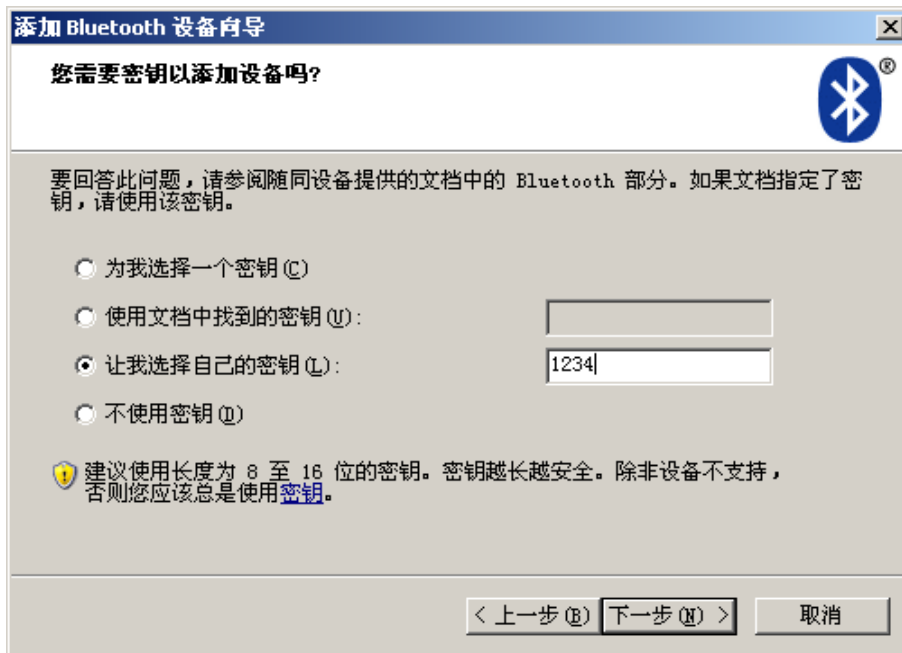 添加 Bluetooth 设备向导
您需要密钥以添加设备吗?
®
要回答此问题，请参阅随同设备提供的文档中的 Bluetooth 部分。如果文档指定了密
钥，请使用该密钥。
为我选择一个密钥(C)
使用文档中找到的密钥(U):
让我选择自己的密钥(L):
1234
不使用密钥(D)
建议使用长度为 8 至 16 位的密钥。密钥越长越安全。除非设备不支持，
否则您应该总是使用密钥。
< 上一步(B) 下一步(N) > 取消